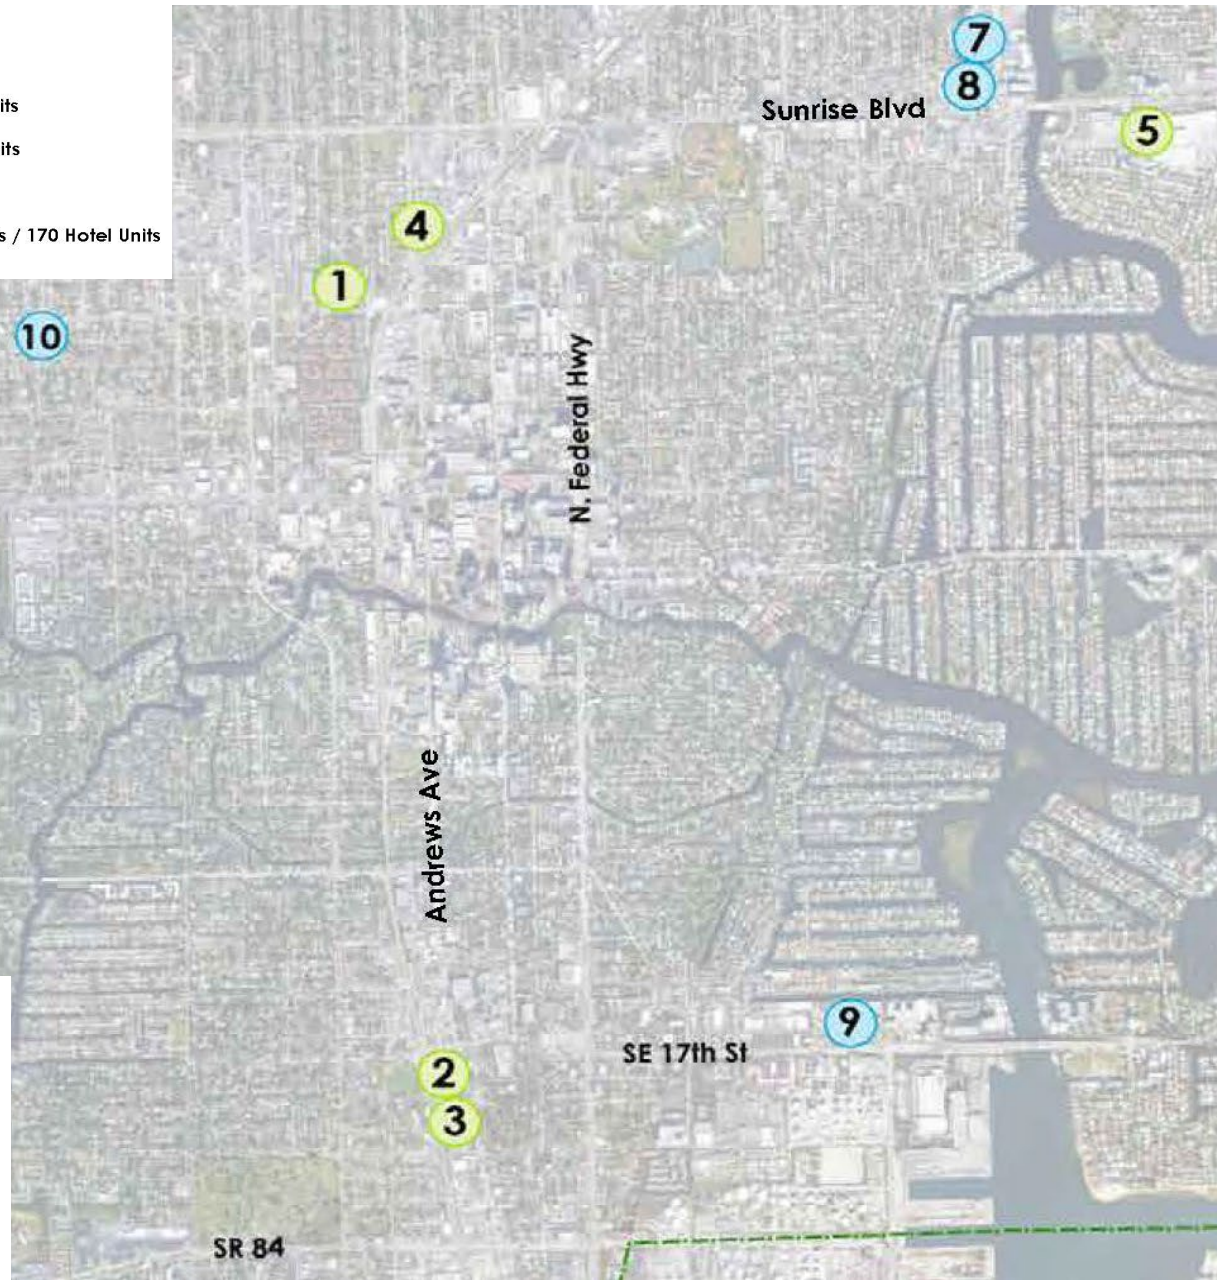 7
8
its
Sunrise Blvd
5
its
4
s / 170 Hotel Units
1
10
N. Federal Hwy
Andrews Ave
9
SE 17th St
2
3
SR 84